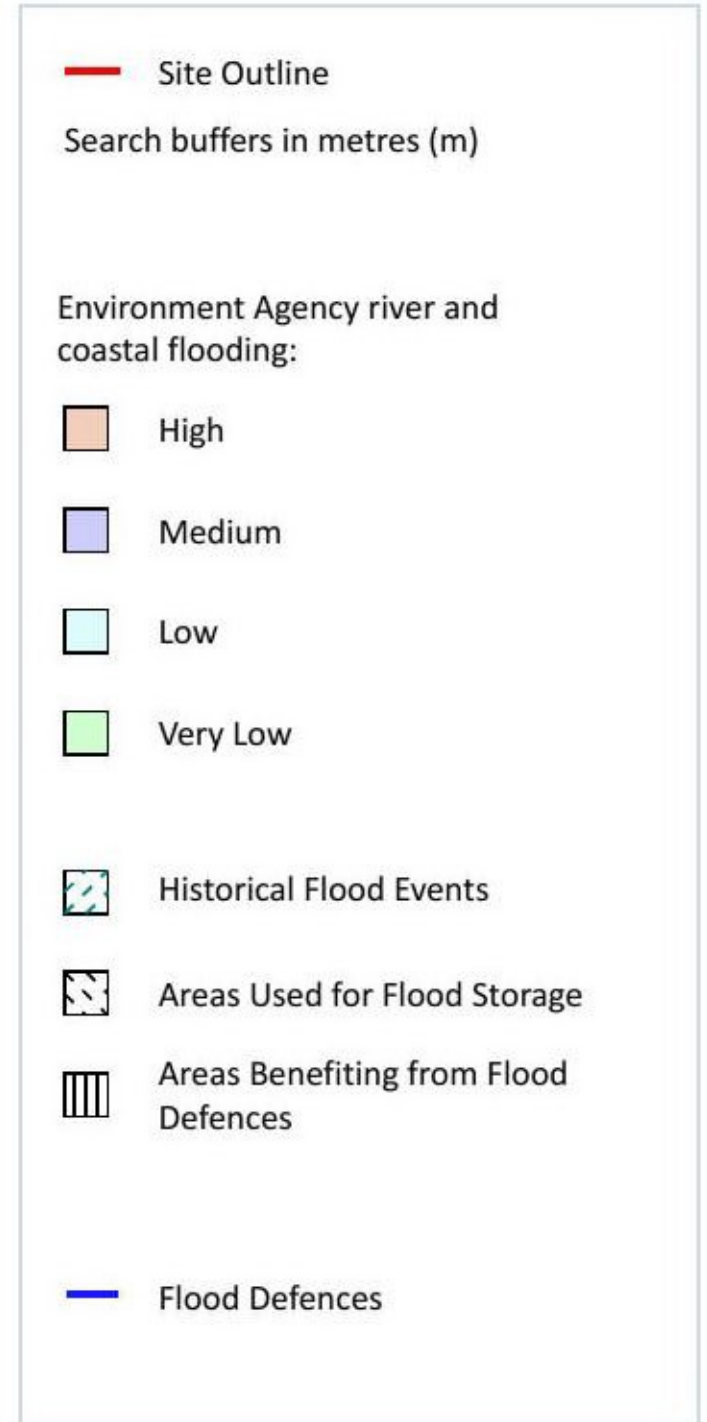 Site Outline
Search buffers in metres (m)
Environment Agency river and
coastal flooding:
High
Medium
Low
Very Low
Historical Flood Events
Areas Used for Flood Storage
Areas Benefiting from Flood
Defences
Flood Defences